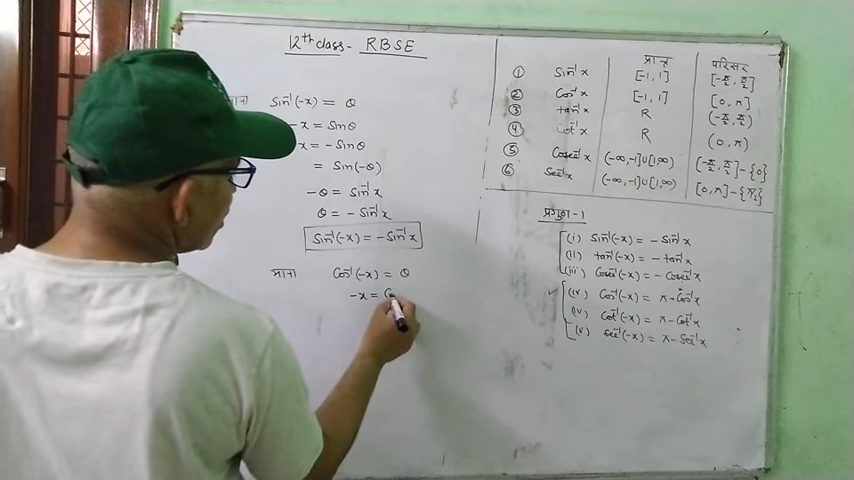 12th class - RBSE
माना Sin⁻¹(-x) = θ
-x = Sinθ
x = -Sinθ
= Sin(-θ)
-θ = Sin⁻¹x
θ = -Sin⁻¹x
Sin⁻¹(-x) = -Sin⁻¹x
माना Cos⁻¹(-x) = θ
-x = Co
प्रान्त परिसर
① Sin⁻¹x [-1, 1] [-π/2, π/2]
② Cos⁻¹x [-1, 1] [0, π]
③ tan⁻¹x R (-π/2, π/2)
④ Cot⁻¹x R (0, π)
⑤ Cosec⁻¹x (-∞,-1]∪[1,∞) [-π/2, π/2]-{0}
⑥ Sec⁻¹x (-∞,-1]∪[1,∞) [0,π]-{π/2}
प्रगुण-1
(i) Sin⁻¹(-x) = -Sin⁻¹x
(ii) tan⁻¹(-x) = -tan⁻¹x
(iii) Cosec⁻¹(-x) = -Cosec⁻¹x
(iv) Cos⁻¹(-x) = π-Cos⁻¹x
(iv) Cot⁻¹(-x) = π-Cot⁻¹x
(v) Sec⁻¹(-x) = π-Sec⁻¹x